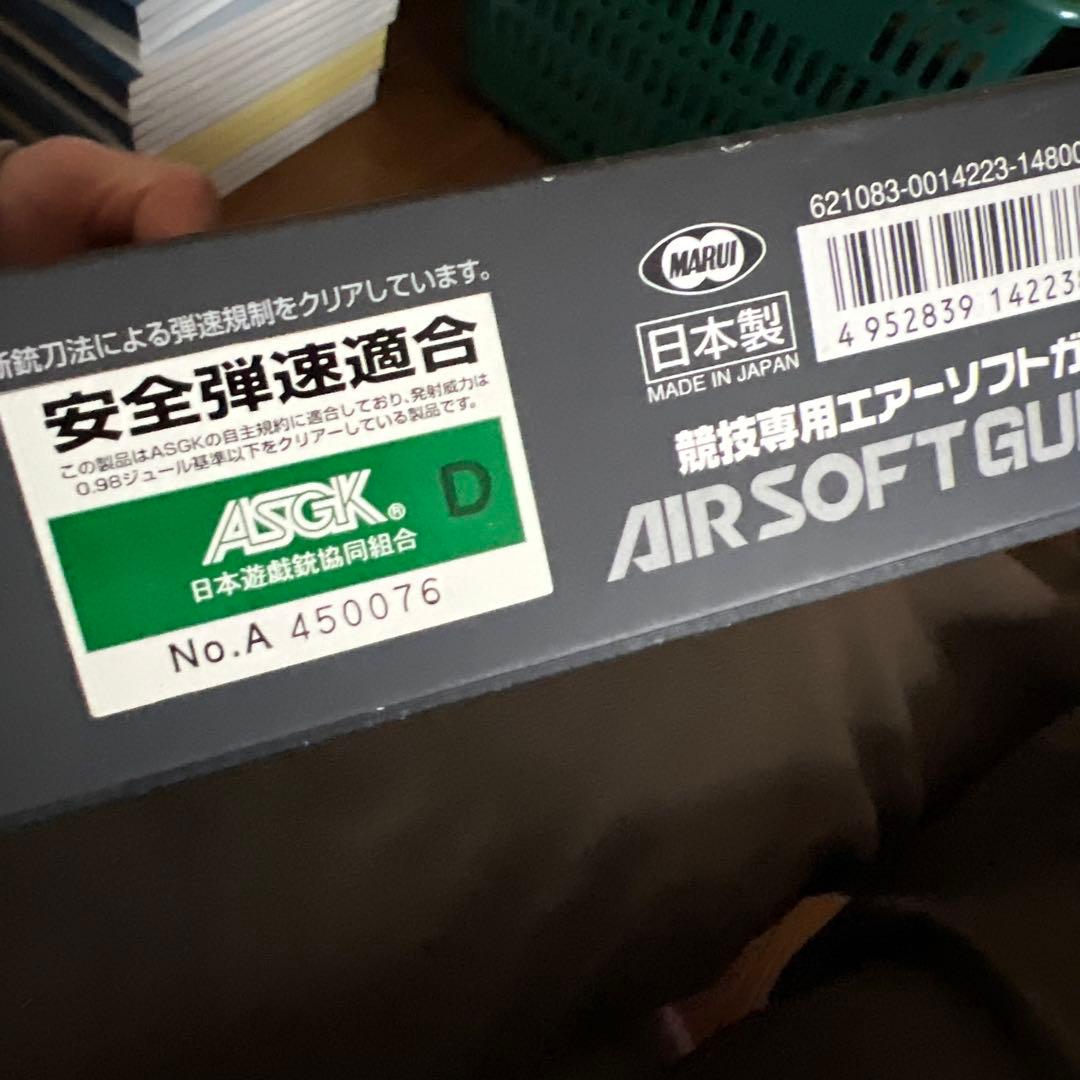 新銃刀法による弾速規制をクリアしています。
安全弾速適合
この製品はASGKの自主規約に適合しており、発射威力は
0.98ジュール基準以下をクリアーしている製品です。
ASGK® D
日本遊戯銃協同組合
No.A 450076
MARUI
日本製
MADE IN JAPAN
621083-0014223-14800
4 952839 14223
競技専用エアーソフトガ
AIRSOFT GU